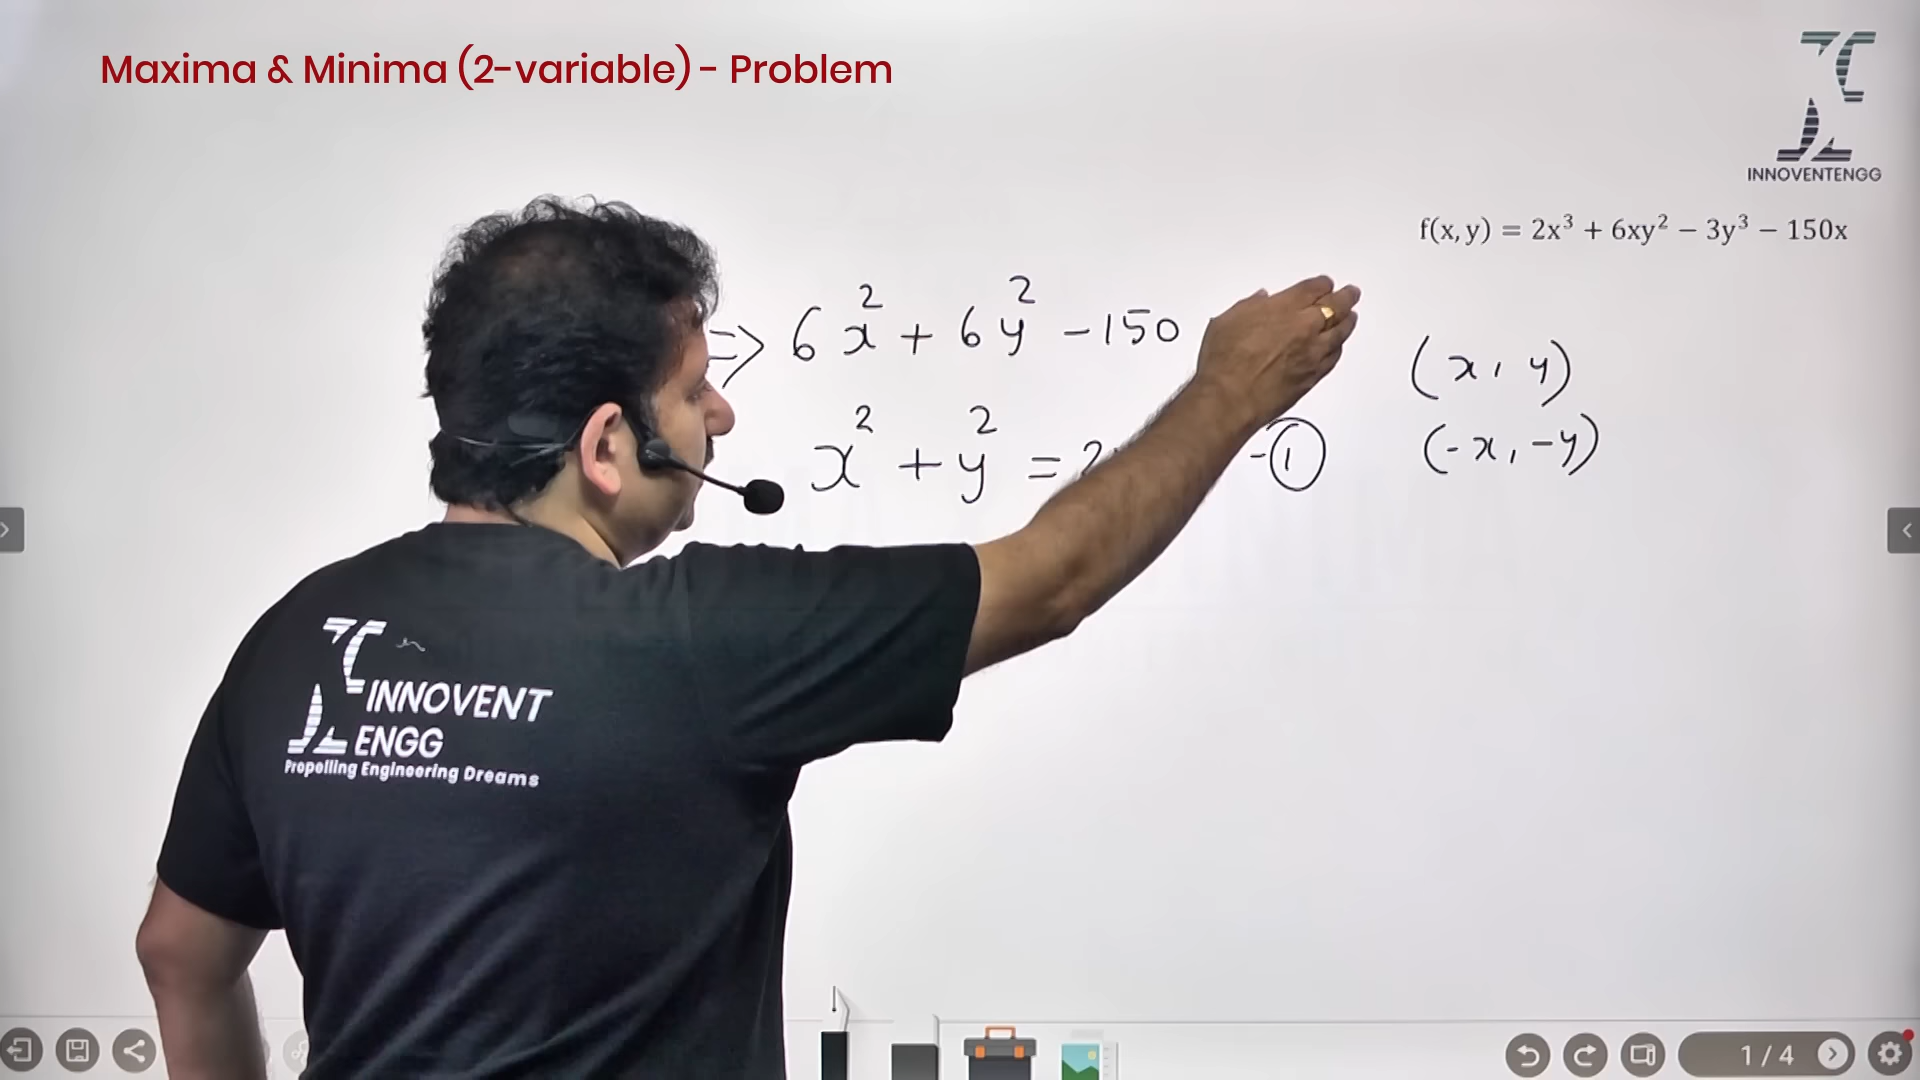 Maxima & Minima (2-variable) - Problem
INNOVENTENGG
f(x, y) = 2x³ + 6xy² − 3y³ − 150x
⇒ 6x² + 6y² − 150
(x, y)
x² + y² = 2
-①
(-x, -y)
INNOVENT
ENGG
Propelling Engineering Dreams
1 / 4